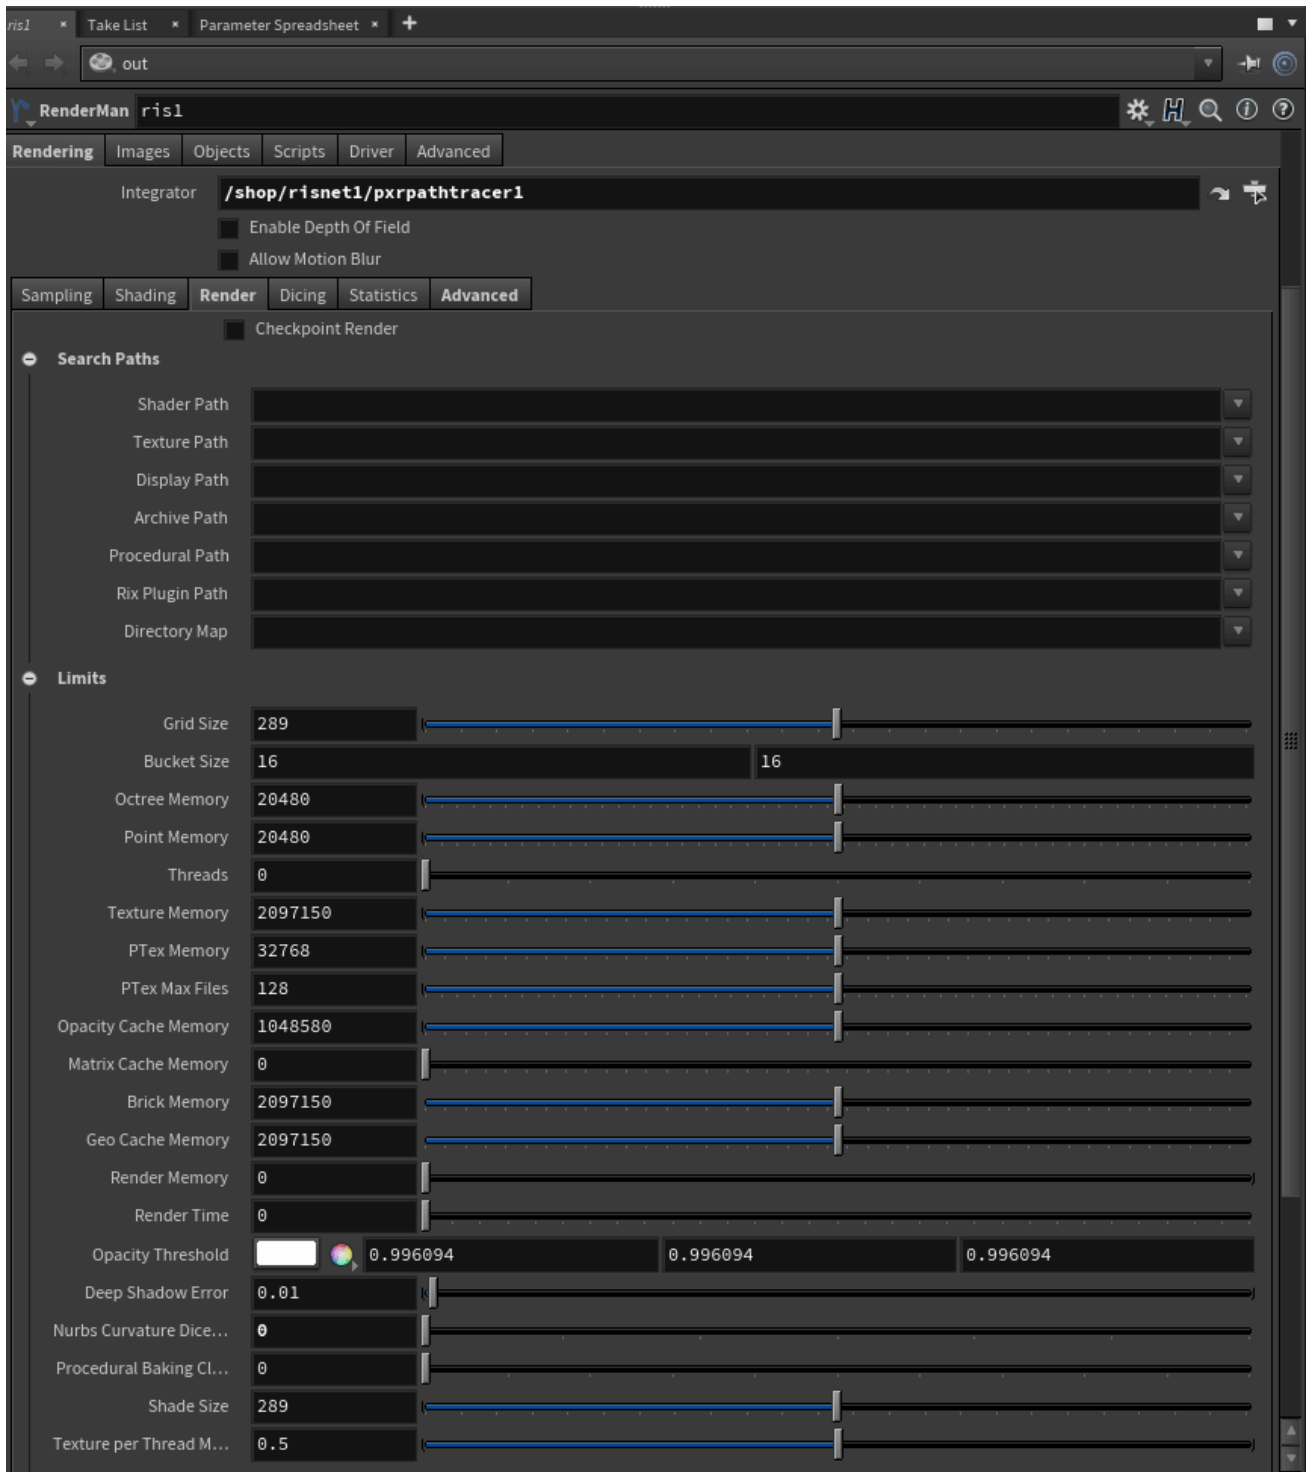 ris1 × Take List × Parameter Spreadsheet × +
out
RenderMan ris1
Rendering Images Objects Scripts Driver Advanced
Integrator /shop/risnet1/pxrpathtracer1
Enable Depth Of Field
Allow Motion Blur
Sampling Shading Render Dicing Statistics Advanced
Checkpoint Render
Search Paths
Shader Path
Texture Path
Display Path
Archive Path
Procedural Path
Rix Plugin Path
Directory Map
Limits
Grid Size 289
Bucket Size 16 16
Octree Memory 20480
Point Memory 20480
Threads 0
Texture Memory 2097150
PTex Memory 32768
PTex Max Files 128
Opacity Cache Memory 1048580
Matrix Cache Memory 0
Brick Memory 2097150
Geo Cache Memory 2097150
Render Memory 0
Render Time 0
Opacity Threshold 0.996094 0.996094 0.996094
Deep Shadow Error 0.01
Nurbs Curvature Dice... 0
Procedural Baking Cl... 0
Shade Size 289
Texture per Thread M... 0.5